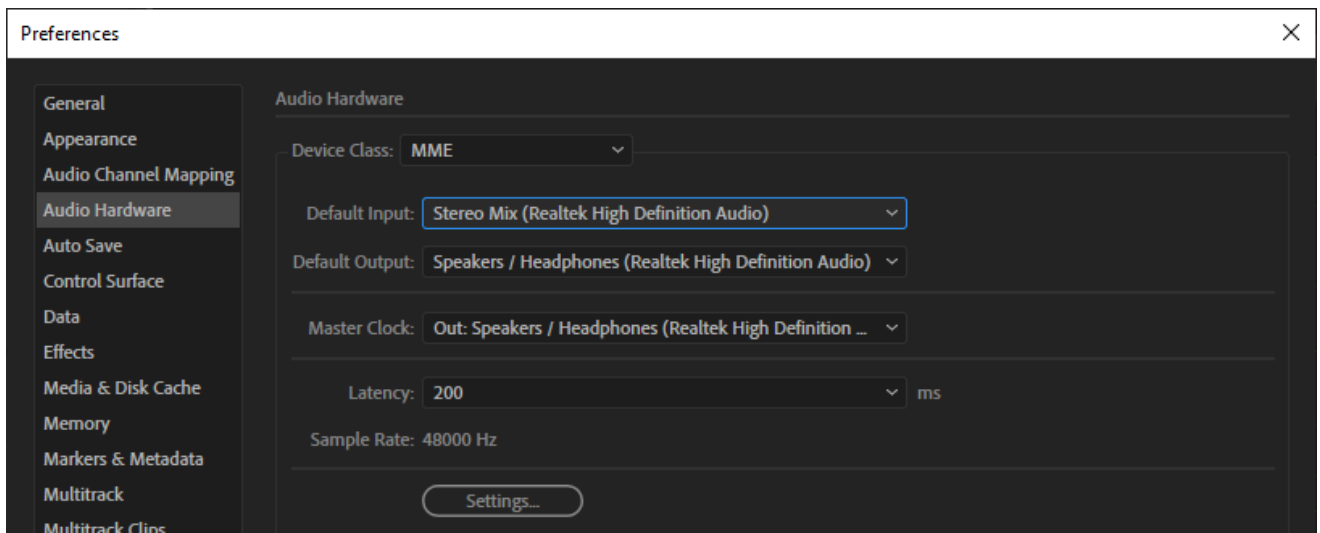 Preferences
General
Appearance
Audio Channel Mapping
Audio Hardware
Auto Save
Control Surface
Data
Effects
Media & Disk Cache
Memory
Markers & Metadata
Multitrack
Multitrack Clips
Audio Hardware
Device Class: MME
Default Input: Stereo Mix (Realtek High Definition Audio)
Default Output: Speakers / Headphones (Realtek High Definition Audio)
Master Clock: Out: Speakers / Headphones (Realtek High Definition ...
Latency: 200 ms
Sample Rate: 48000 Hz
Settings...